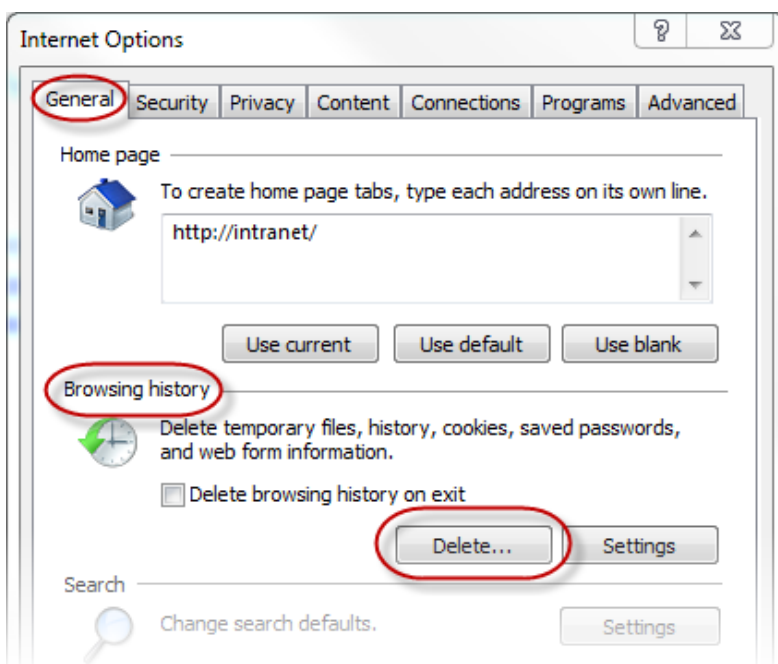 Internet Options
General Security Privacy Content Connections Programs Advanced
Home page
To create home page tabs, type each address on its own line.
http://intranet/
Use current Use default Use blank
Browsing history
Delete temporary files, history, cookies, saved passwords,
and web form information.
Delete browsing history on exit
Delete... Settings
Search
Change search defaults. Settings